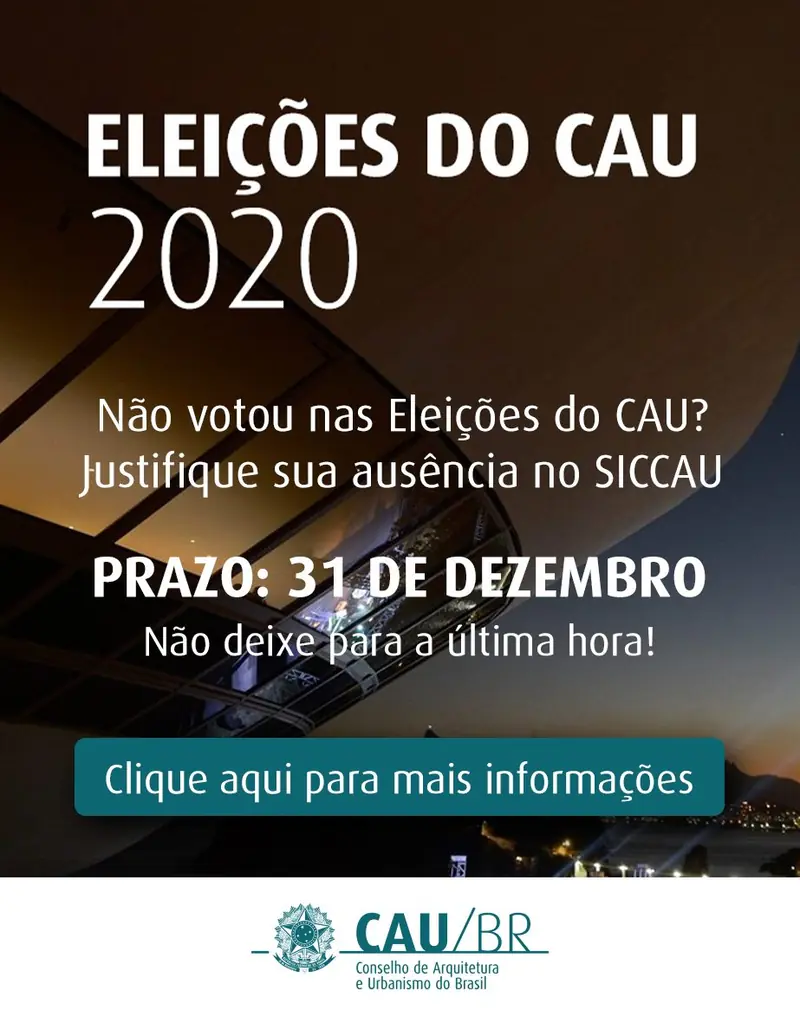 ELEIÇÕES DO CAU
2020
Não votou nas Eleições do CAU?
Justifique sua ausência no SICCAU
PRAZO: 31 DE DEZEMBRO
Não deixe para a última hora!
Clique aqui para mais informações
CAU/BR
Conselho de Arquitetura
e Urbanismo do Brasil